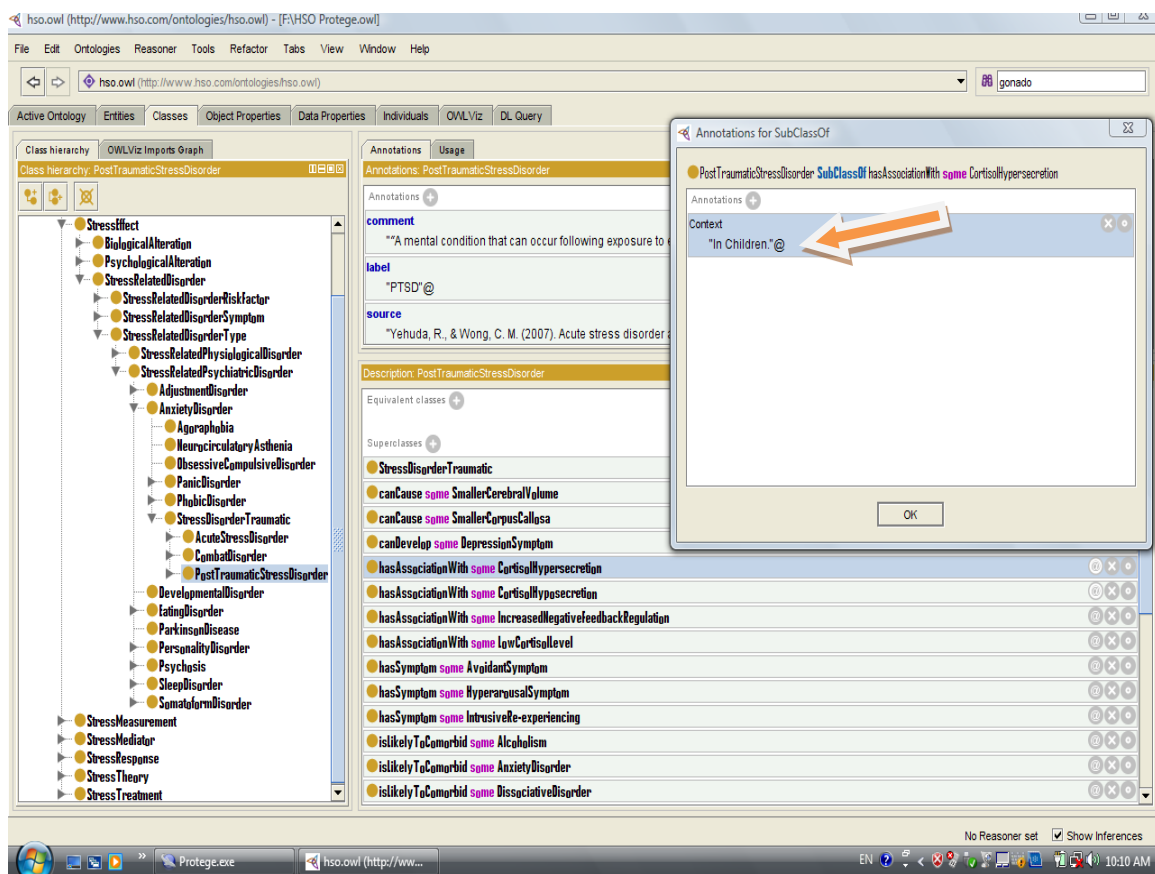 hso.owl (http://www.hso.com/ontologies/hso.owl) - [F:\HSO Protege.owl]
File Edit Ontologies Reasoner Tools Refactor Tabs View Window Help
hso.owl (http://www.hso.com/ontologies/hso.owl)
gonado
Active Ontology Entities Classes Object Properties Data Properties Individuals OWLViz DL Query
Class hierarchy OWLViz Imports Graph
Class hierarchy: PostTraumaticStressDisorder
StressEffect
BiologicalAlteration
PsychologicalAlteration
StressRelatedDisorder
StressRelatedDisorderRiskFactor
StressRelatedDisorderSymptom
StressRelatedDisorderType
StressRelatedPhysiologicalDisorder
StressRelatedPsychiatricDisorder
AdjustmentDisorder
AnxietyDisorder
Agoraphobia
NeurocirculatoryAsthenia
ObsessiveCompulsiveDisorder
PanicDisorder
PhobicDisorder
StressDisorderTraumatic
AcuteStressDisorder
CombatDisorder
PostTraumaticStressDisorder
DevelopmentalDisorder
EatingDisorder
ParkinsonDisease
PersonalityDisorder
Psychosis
SleepDisorder
SomatoformDisorder
StressMeasurement
StressMediator
StressResponse
StressTheory
StressTreatment
Annotations Usage
Annotations: PostTraumaticStressDisorder
Annotations
comment
""A mental condition that can occur following exposure to
label
"PTSD"@
source
"Yehuda, R., & Wong, C. M. (2007). Acute stress disorder
Description: PostTraumaticStressDisorder
Equivalent classes
Superclasses
StressDisorderTraumatic
canCause some SmallerCerebralVolume
canCause some SmallerCorpusCallosa
canDevelop some DepressionSymptom
hasAssociationWith some CortisolHypersecretion
hasAssociationWith some CortisolHyposecretion
hasAssociationWith some IncreasedNegativeFeedbackRegulation
hasAssociationWith some LowCortisolLevel
hasSymptom some AvoidantSymptom
hasSymptom some HyperarousalSymptom
hasSymptom some IntrusiveRe-experiencing
islikelyToComorbid some Alcoholism
islikelyToComorbid some AnxietyDisorder
islikelyToComorbid some DissociativeDisorder
Annotations for SubClassOf
PostTraumaticStressDisorder SubClassOf hasAssociationWith some CortisolHypersecretion
Annotations
Context
"In Children."@
OK
No Reasoner set Show Inferences
Protege.exe hso.owl (http://ww... EN 10:10 AM